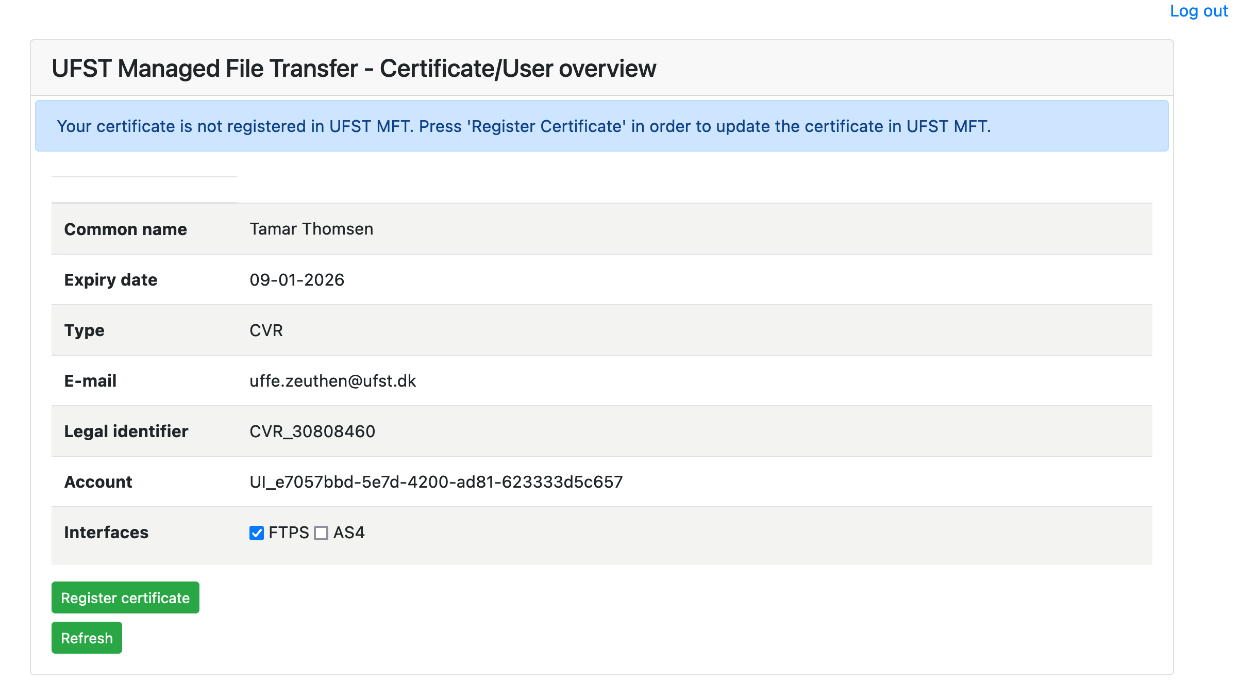 Log out
UFST Managed File Transfer - Certificate/User overview
Your certificate is not registered in UFST MFT. Press 'Register Certificate' in order to update the certificate in UFST MFT.
Common name Tamar Thomsen
Expiry date 09-01-2026
Type CVR
E-mail uffe.zeuthen@ufst.dk
Legal identifier CVR_30808460
Account UI_e7057bbd-5e7d-4200-ad81-623333d5c657
Interfaces FTPS AS4
Register certificate
Refresh